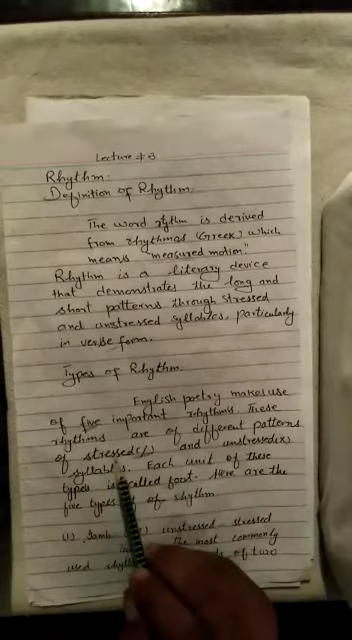 Lecture # 3
Rhythm:
Definition of Rhythm:
The word rythm is derived
from rhythmos (Greek) which
means "measured motion."
Rhythm is a literary device
that demonstrates the long and
short patterns through stressed
and unstressed syllables, particularly
in verse form.
Types of Rhythm.
English poetry makes use
of five important rhythms. These
rhythms are of different patterns
of stressed(/) and unstressed(x)
syllables. Each unit of these
types is called foot. Here are the
five types of rhythm.
(1) Iamb unstressed stressed
the most commonly
used of two